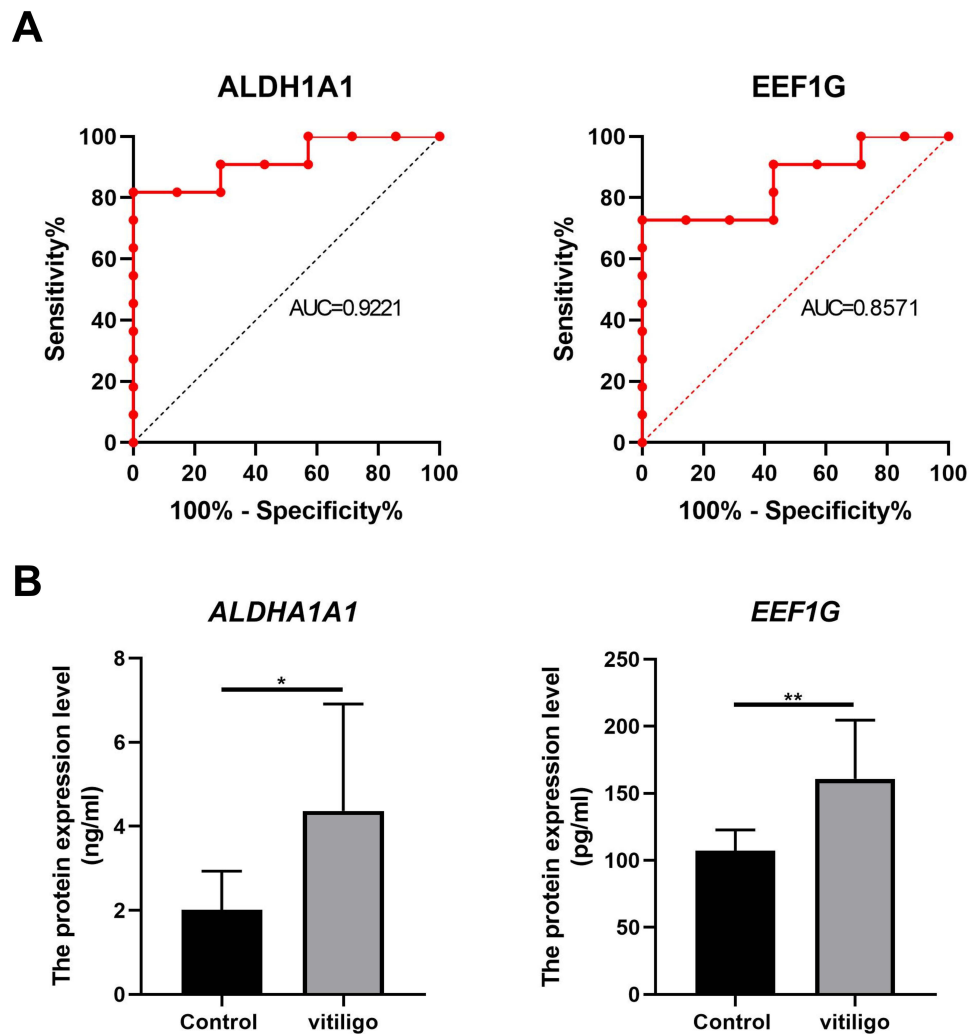 A
ALDH1A1
EEF1G
Sensitivity%
100
80
60
40
20
0
AUC=0.9221
0 20 40 60 80 100
100% - Specificity%
Sensitivity%
100
80
60
40
20
0
AUC=0.8571
0 20 40 60 80 100
100% - Specificity%
B
ALDHA1A1
EEF1G
The protein expression level
(ng/ml)
8
6
4
2
0
*
Control vitiligo
The protein expression level
(pg/ml)
250
200
150
100
50
0
**
Control vitiligo